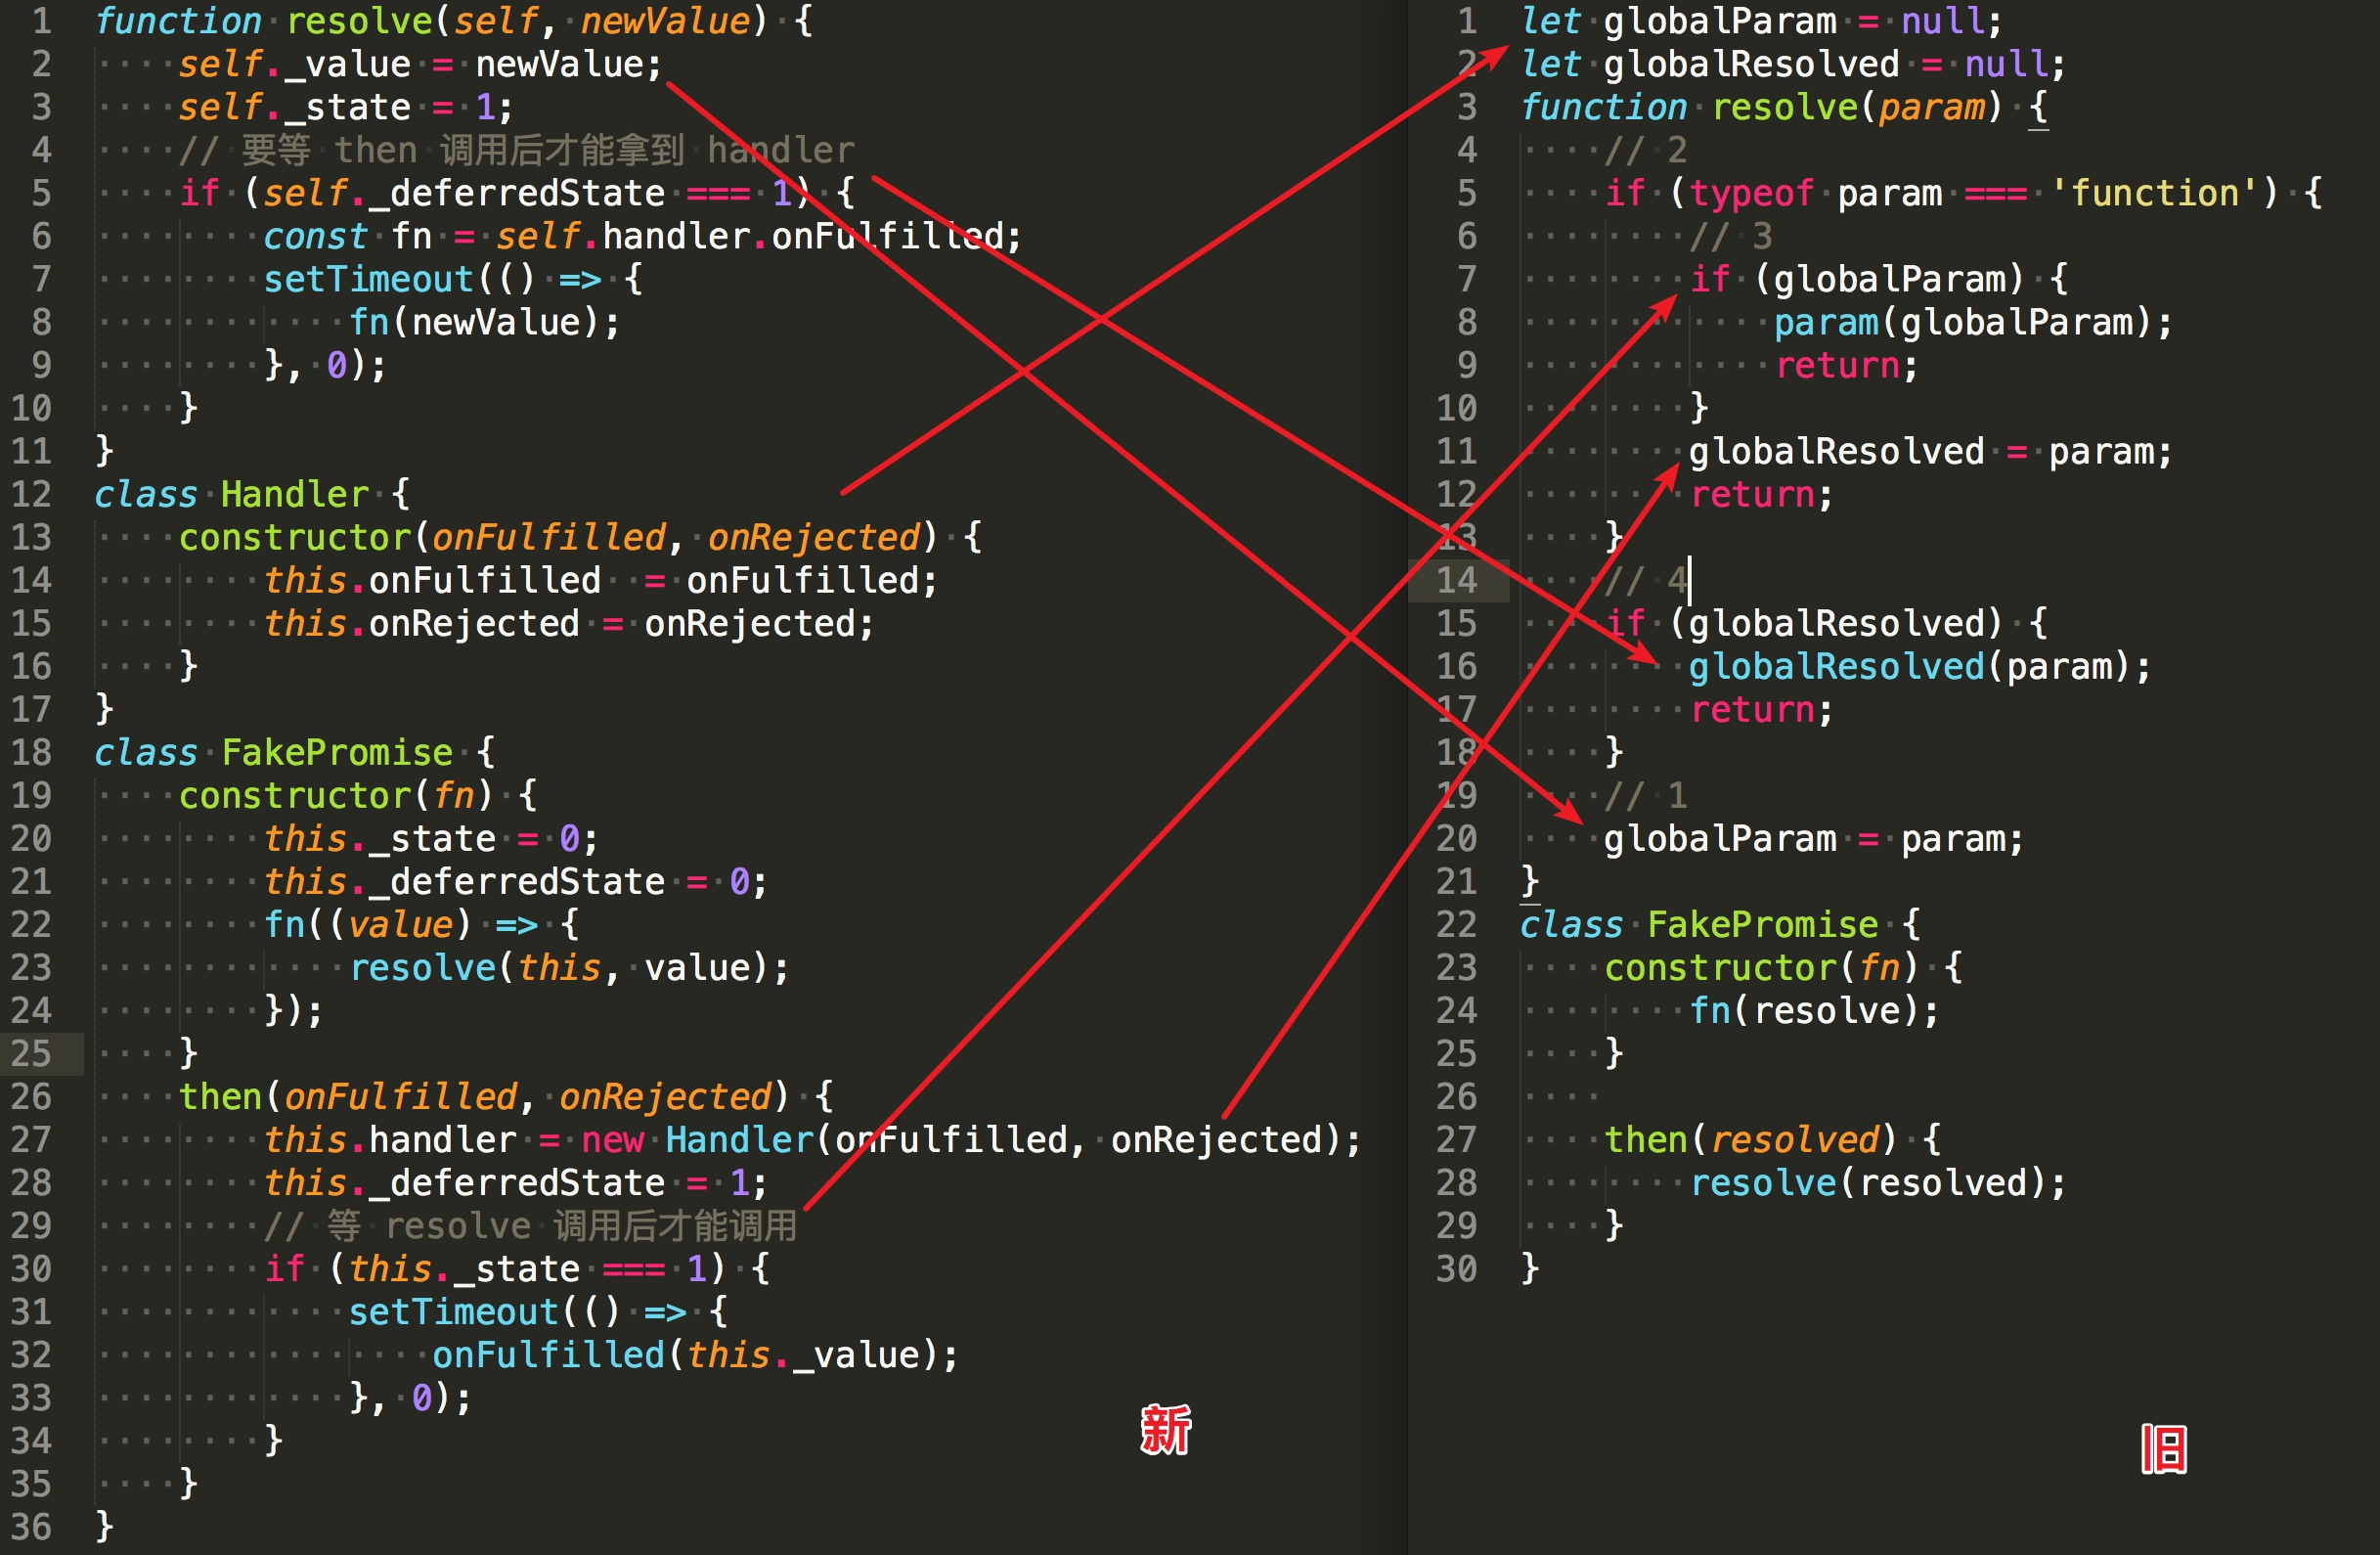 1 function resolve(self, newValue) {
2     self._value = newValue;
3     self._state = 1;
4     // 要等 then 调用后才能拿到 handler
5     if (self._deferredState === 1) {
6         const fn = self.handler.onFulfilled;
7         setTimeout(() => {
8             fn(newValue);
9         }, 0);
10     }
11 }
12 class Handler {
13     constructor(onFulfilled, onRejected) {
14         this.onFulfilled  = onFulfilled;
15         this.onRejected = onRejected;
16     }
17 }
18 class FakePromise {
19     constructor(fn) {
20         this._state = 0;
21         this._deferredState = 0;
22         fn((value) => {
23             resolve(this, value);
24         });
25     }
26     then(onFulfilled, onRejected) {
27         this.handler = new Handler(onFulfilled, onRejected);
28         this._deferredState = 1;
29         // 等 resolve 调用后才能调用
30         if (this._state === 1) {
31             setTimeout(() => {
32                 onFulfilled(this._value);
33             }, 0);
34         }
35     }
36 }
新
1 let globalParam = null;
2 let globalResolved = null;
3 function resolve(param) {
4     // 2
5     if (typeof param === 'function') {
6         // 3
7         if (globalParam) {
8             param(globalParam);
9             return;
10         }
11         globalResolved = param;
12         return;
13     }
14     // 4
15     if (globalResolved) {
16         globalResolved(param);
17         return;
18     }
19     // 1
20     globalParam = param;
21 }
22 class FakePromise {
23     constructor(fn) {
24         fn(resolve);
25     }
26
27     then(resolved) {
28         resolve(resolved);
29     }
30 }
旧